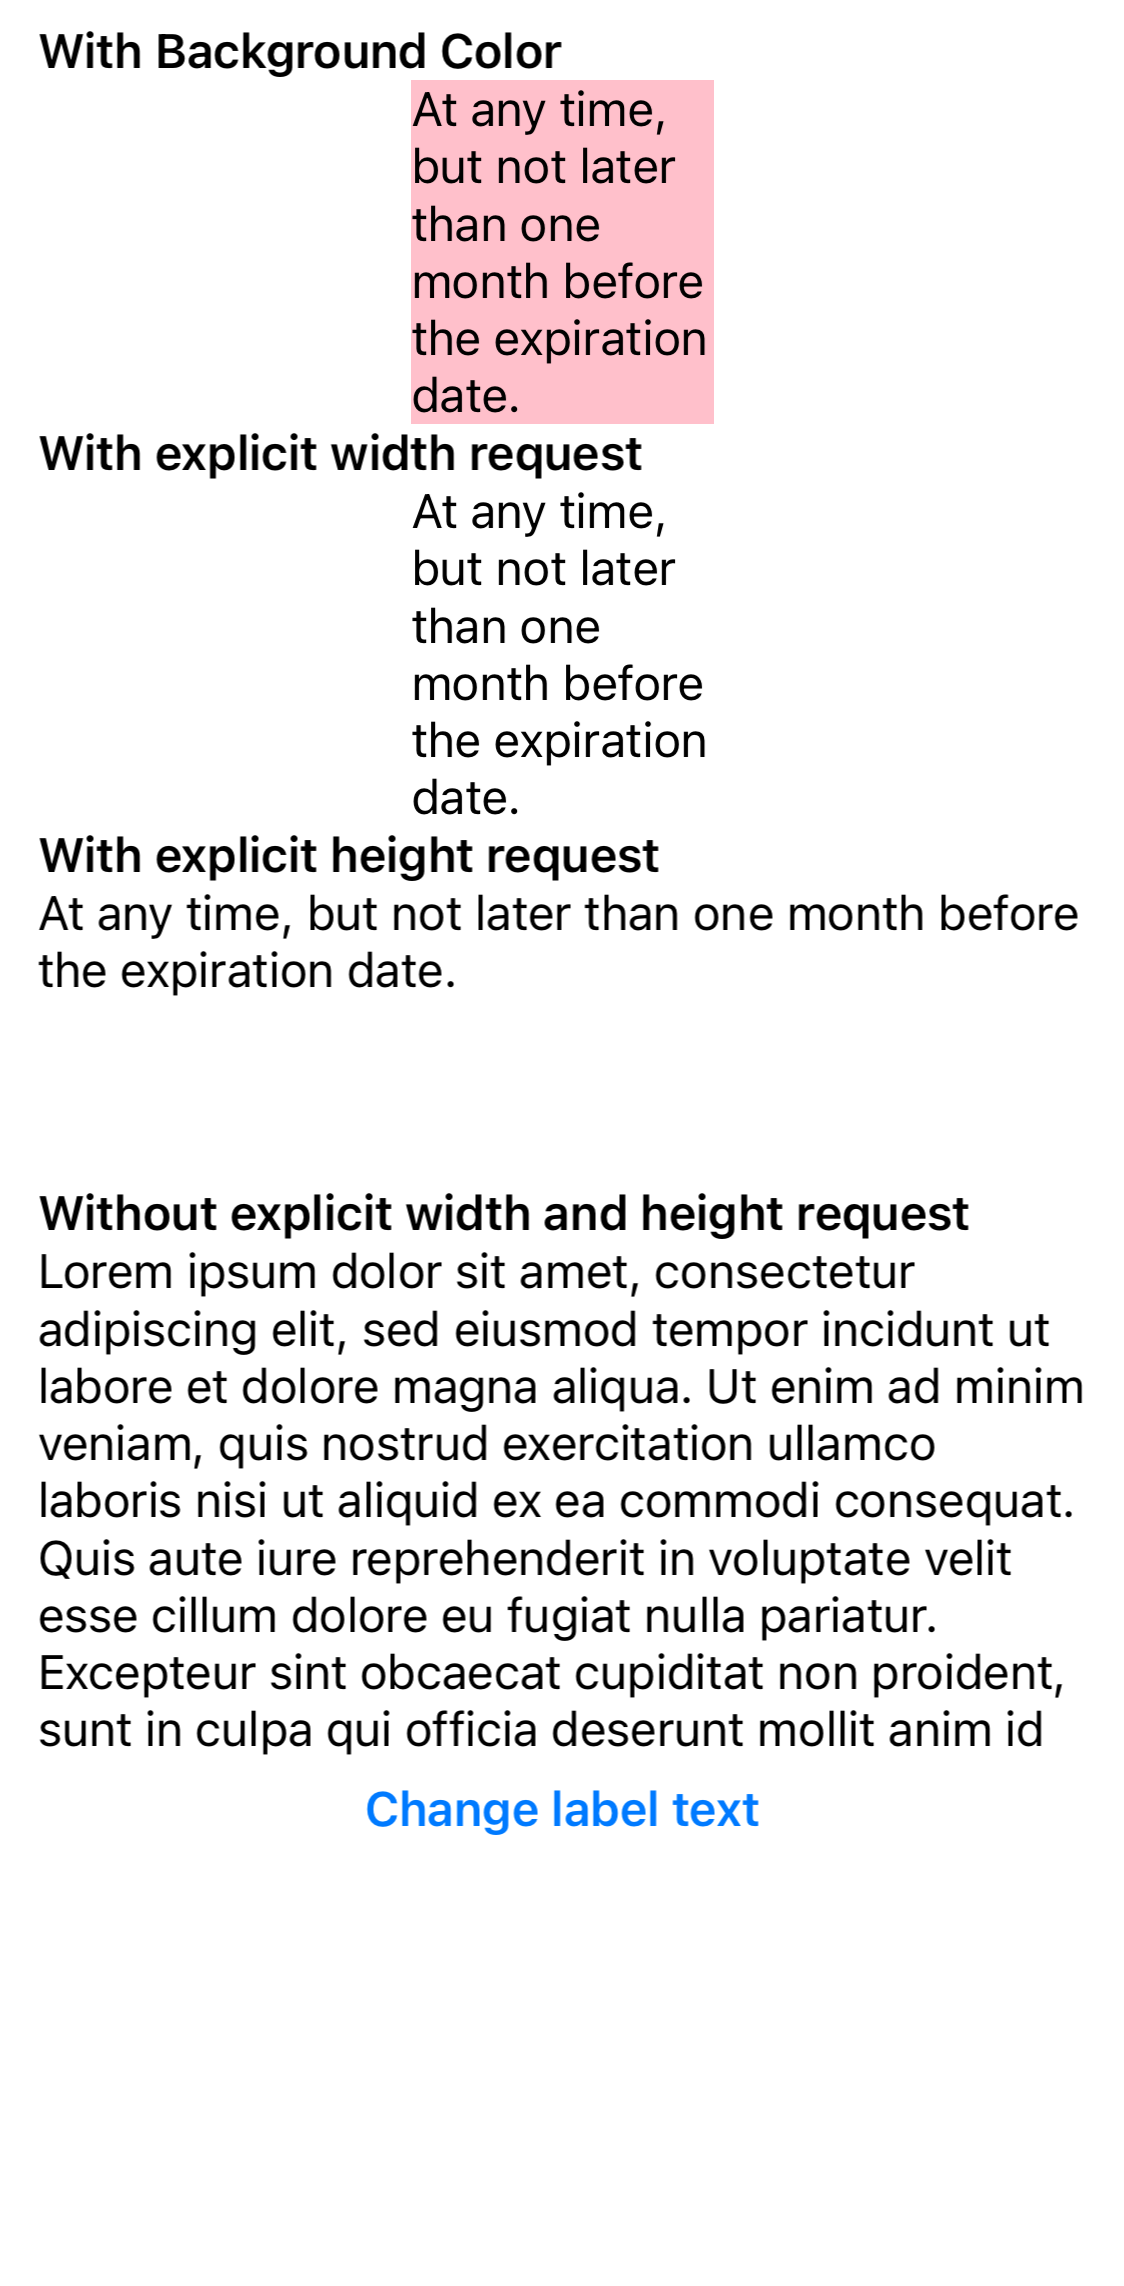 With Background Color
At any time,
but not later
than one
month before
the expiration
date.
With explicit width request
At any time,
but not later
than one
month before
the expiration
date.
With explicit height request
At any time, but not later than one month before
the expiration date.
Without explicit width and height request
Lorem ipsum dolor sit amet, consectetur
adipiscing elit, sed eiusmod tempor incidunt ut
labore et dolore magna aliqua. Ut enim ad minim
veniam, quis nostrud exercitation ullamco
laboris nisi ut aliquid ex ea commodi consequat.
Quis aute iure reprehenderit in voluptate velit
esse cillum dolore eu fugiat nulla pariatur.
Excepteur sint obcaecat cupiditat non proident,
sunt in culpa qui officia deserunt mollit anim id
Change label text